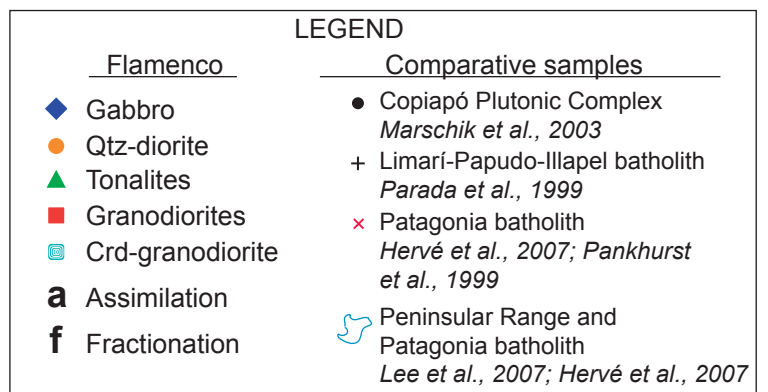 LEGEND
Flamenco
Gabbro
Qtz-diorite
Tonalites
Granodiorites
Crd-granodiorite
a Assimilation
f Fractionation
Comparative samples
Copiapó Plutonic Complex
Marschik et al., 2003
Limarí-Papudo-Illapel batholith
Parada et al., 1999
Patagonia batholith
Hervé et al., 2007; Pankhurst
et al., 1999
Peninsular Range and
Patagonia batholith
Lee et al., 2007; Hervé et al., 2007